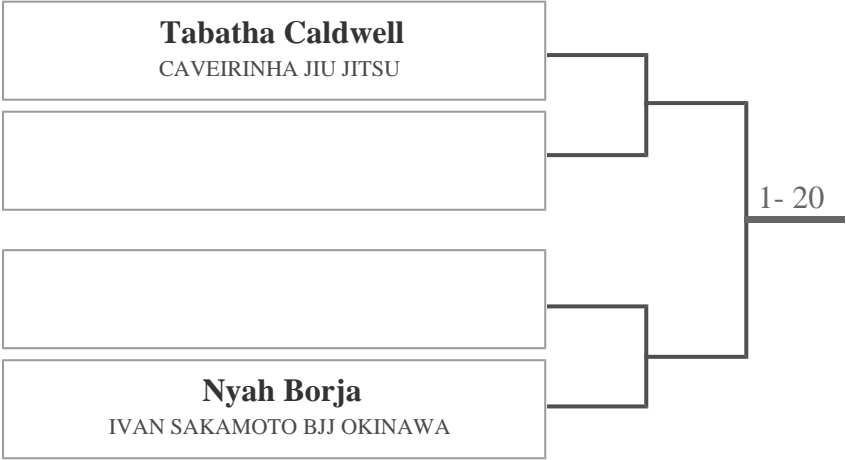 Tabatha Caldwell
CAVEIRINHA JIU JITSU
1- 20
Nyah Borja
IVAN SAKAMOTO BJJ OKINAWA